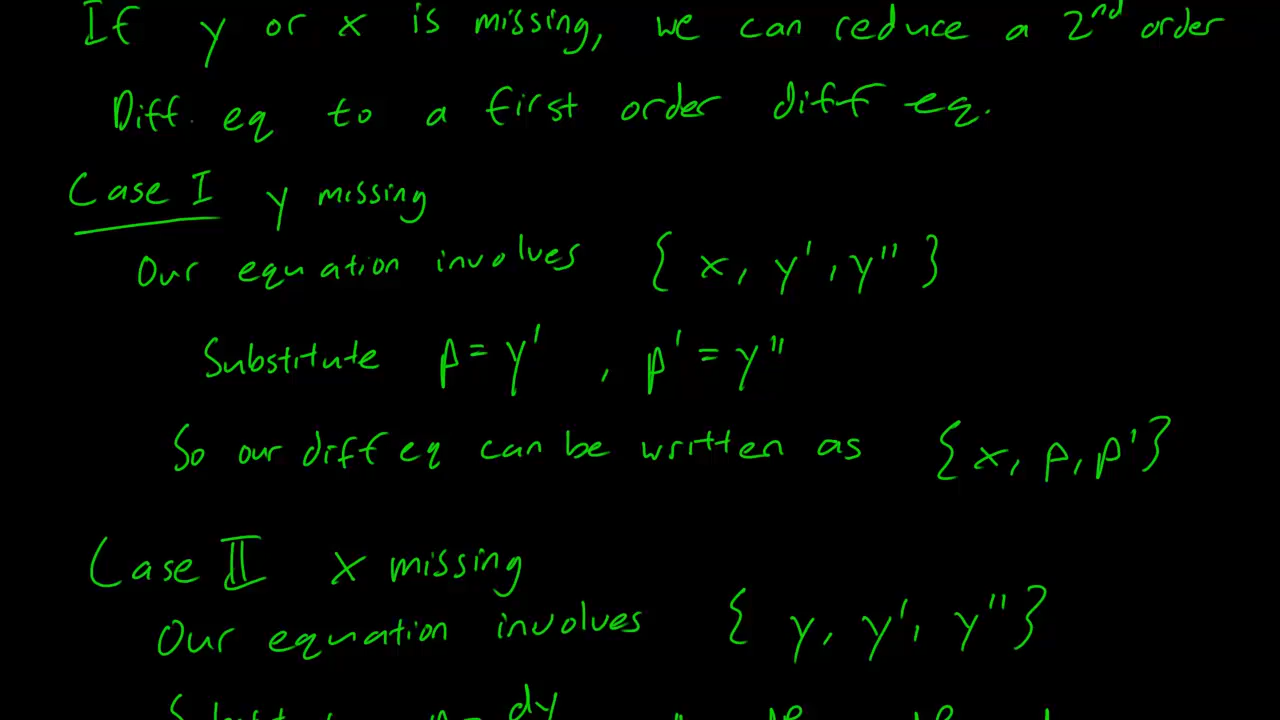 If y or x is missing, we can reduce a 2nd order
Diff. eq to a first order diff eq.
Case I y missing
Our equation involves { x, y', y'' }
Substitute p = y' , p' = y''
So our diff eq can be written as { x, p, p' }
Case II x missing
Our equation involves { y, y', y'' }
dy